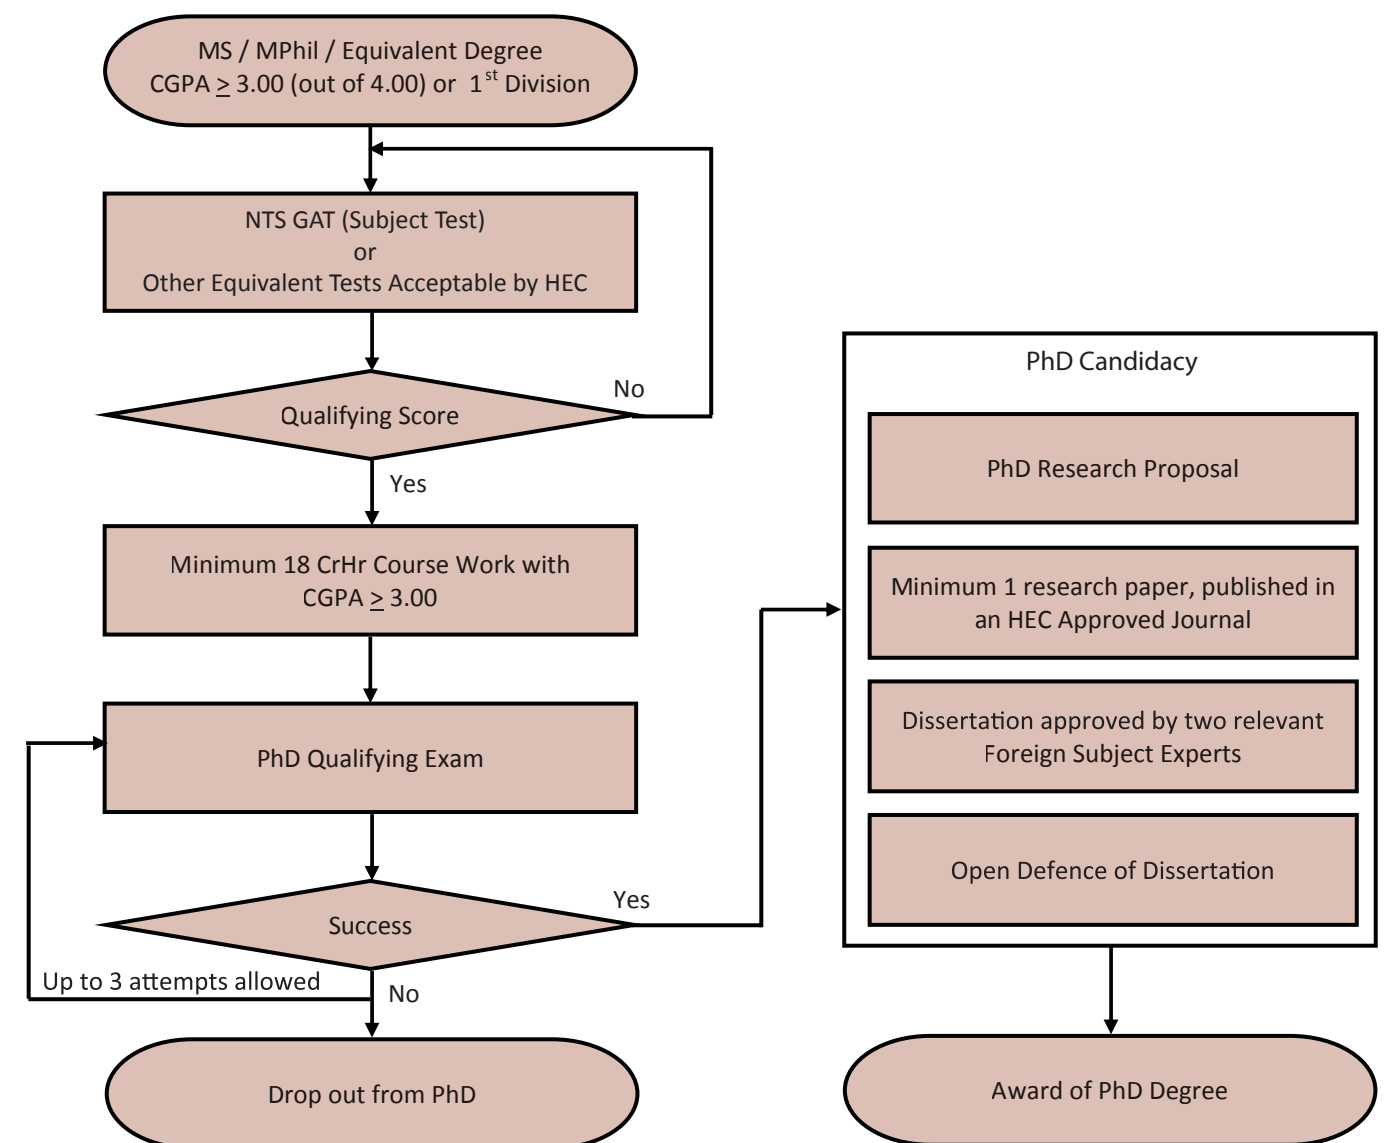 MS / MPhil / Equivalent Degree
CGPA ≥ 3.00 (out of 4.00) or 1st Division
NTS GAT (Subject Test)
or
Other Equivalent Tests Acceptable by HEC
Qualifying Score
No
Yes
Minimum 18 CrHr Course Work with
CGPA ≥ 3.00
PhD Qualifying Exam
Success
Yes
Up to 3 attempts allowed
No
Drop out from PhD
PhD Candidacy
PhD Research Proposal
Minimum 1 research paper, published in
an HEC Approved Journal
Dissertation approved by two relevant
Foreign Subject Experts
Open Defence of Dissertation
Award of PhD Degree